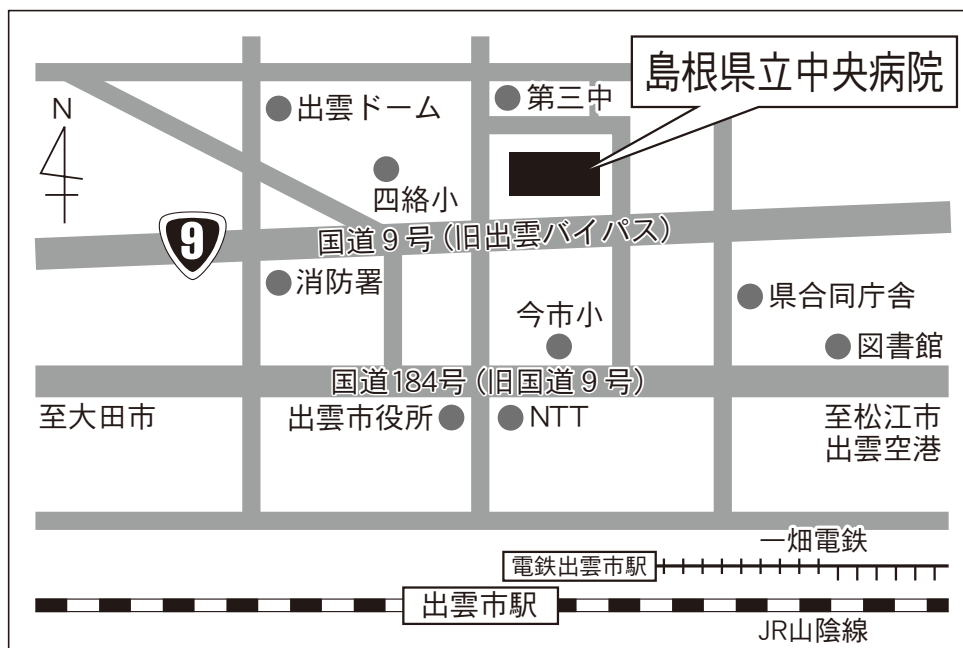 島根県立中央病院
N
出雲ドーム
第三中
四絡小
9
国道9号(旧出雲バイパス)
消防署
県合同庁舎
今市小
図書館
国道184号(旧国道9号)
至大田市
出雲市役所
NTT
至松江市
出雲空港
一畑電鉄
電鉄出雲市駅
出雲市駅
JR山陰線